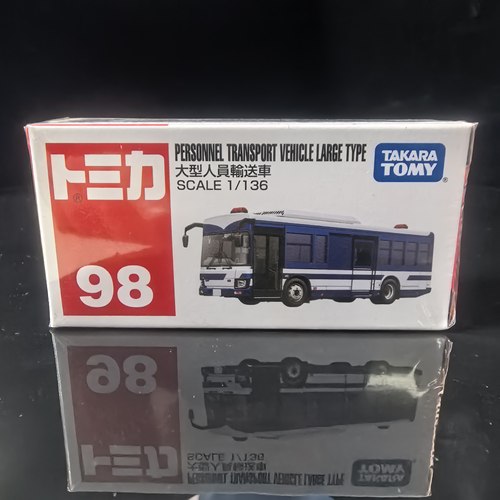 トミカ
®
98
PERSONNEL TRANSPORT VEHICLE LARGE TYPE
大型人員輸送車
SCALE 1/136
TAKARA
TOMY